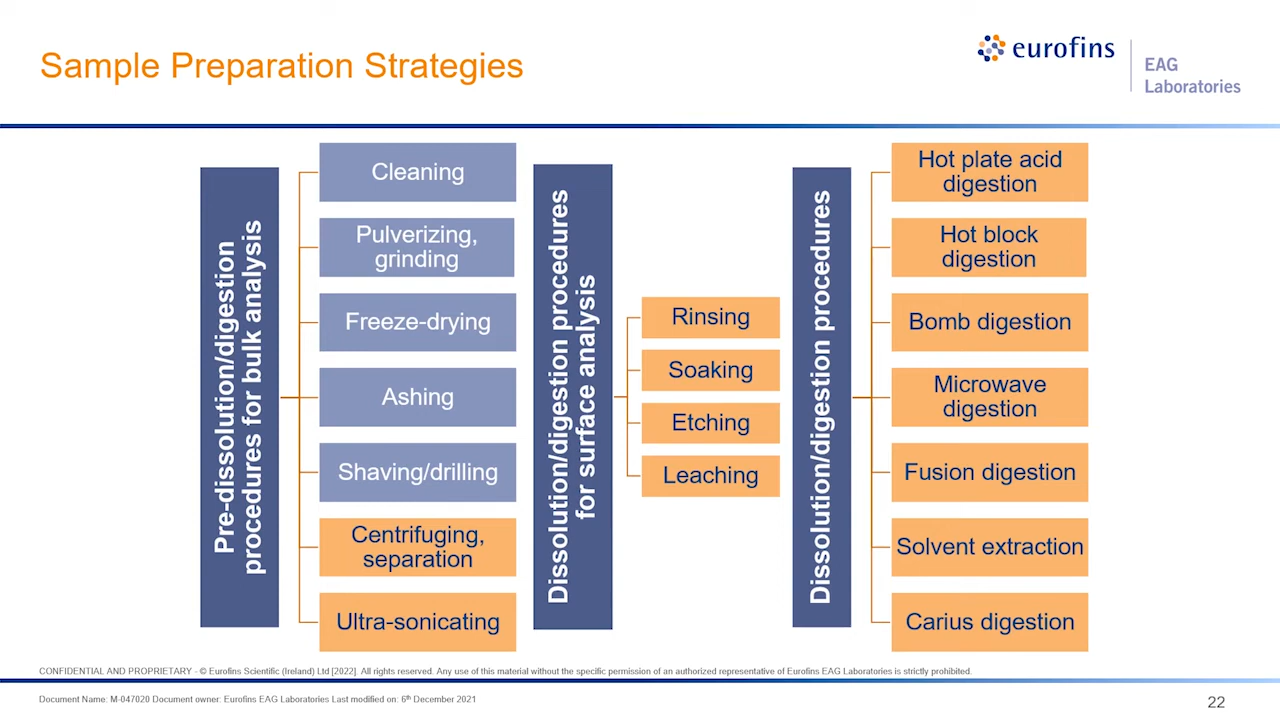 Sample Preparation Strategies
eurofins
EAG
Laboratories
Pre-dissolution/digestion
procedures for bulk analysis
Cleaning
Pulverizing,
grinding
Freeze-drying
Ashing
Shaving/drilling
Centrifuging,
separation
Ultra-sonicating
Dissolution/digestion procedures
for surface analysis
Rinsing
Soaking
Etching
Leaching
Dissolution/digestion procedures
Hot plate acid
digestion
Hot block
digestion
Bomb digestion
Microwave
digestion
Fusion digestion
Solvent extraction
Carius digestion
CONFIDENTIAL AND PROPRIETARY - © Eurofins Scientific (Ireland) Ltd [2022]. All rights reserved. Any use of this material without the specific permission of an authorized representative of Eurofins EAG Laboratories is strictly prohibited.
Document Name: M-047020 Document owner: Eurofins EAG Laboratories Last modified on: 6th December 2021
22